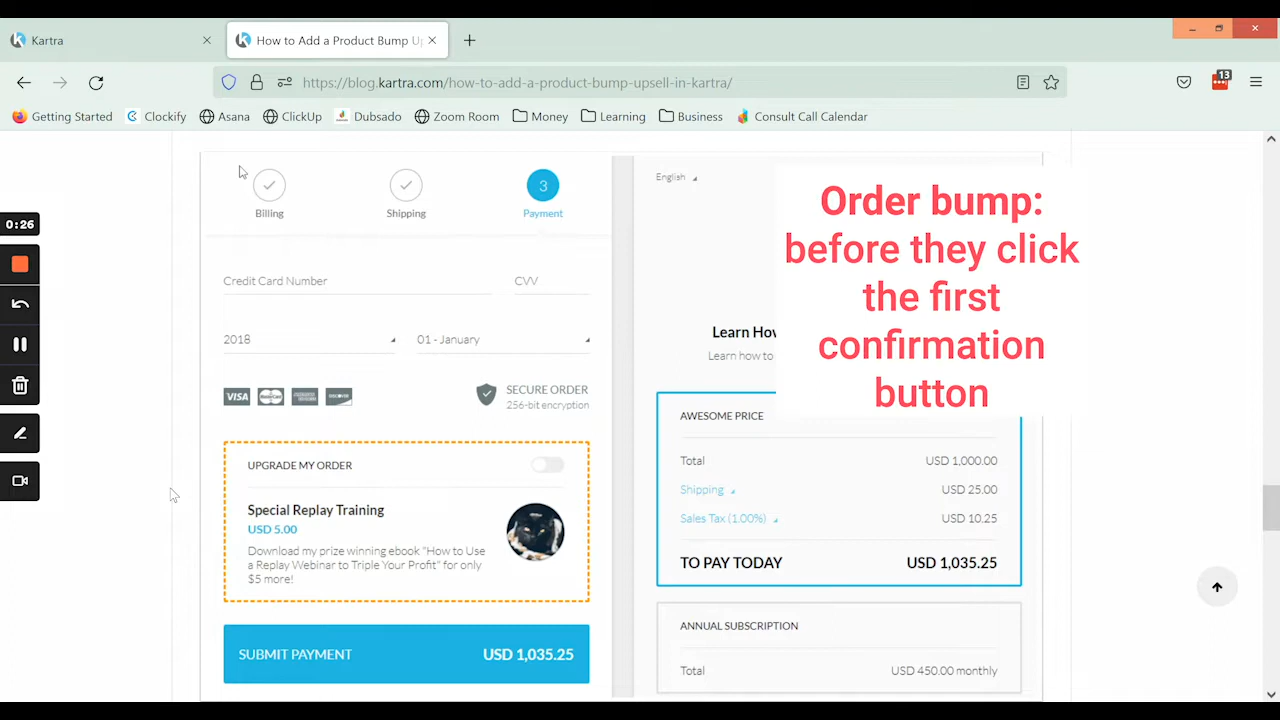 Kartra
How to Add a Product Bump Up
https://blog.kartra.com/how-to-add-a-product-bump-upsell-in-kartra/
13
Getting Started
Clockify
Asana
ClickUp
Dubsado
Zoom Room
Money
Learning
Business
Consult Call Calendar
0:26
3
Billing
Shipping
Payment
English
Order bump:
before they click
the first
confirmation
button
Credit Card Number
CVV
2018
01 - January
VISA
SECURE ORDER
256-bit encryption
Learn How
Learn how to
UPGRADE MY ORDER
Special Replay Training
USD 5.00
Download my prize winning ebook "How to Use
a Replay Webinar to Triple Your Profit" for only
$5 more!
SUBMIT PAYMENT
USD 1,035.25
AWESOME PRICE
Total
USD 1,000.00
Shipping
USD 25.00
Sales Tax (1.00%)
USD 10.25
TO PAY TODAY
USD 1,035.25
ANNUAL SUBSCRIPTION
Total
USD 450.00 monthly